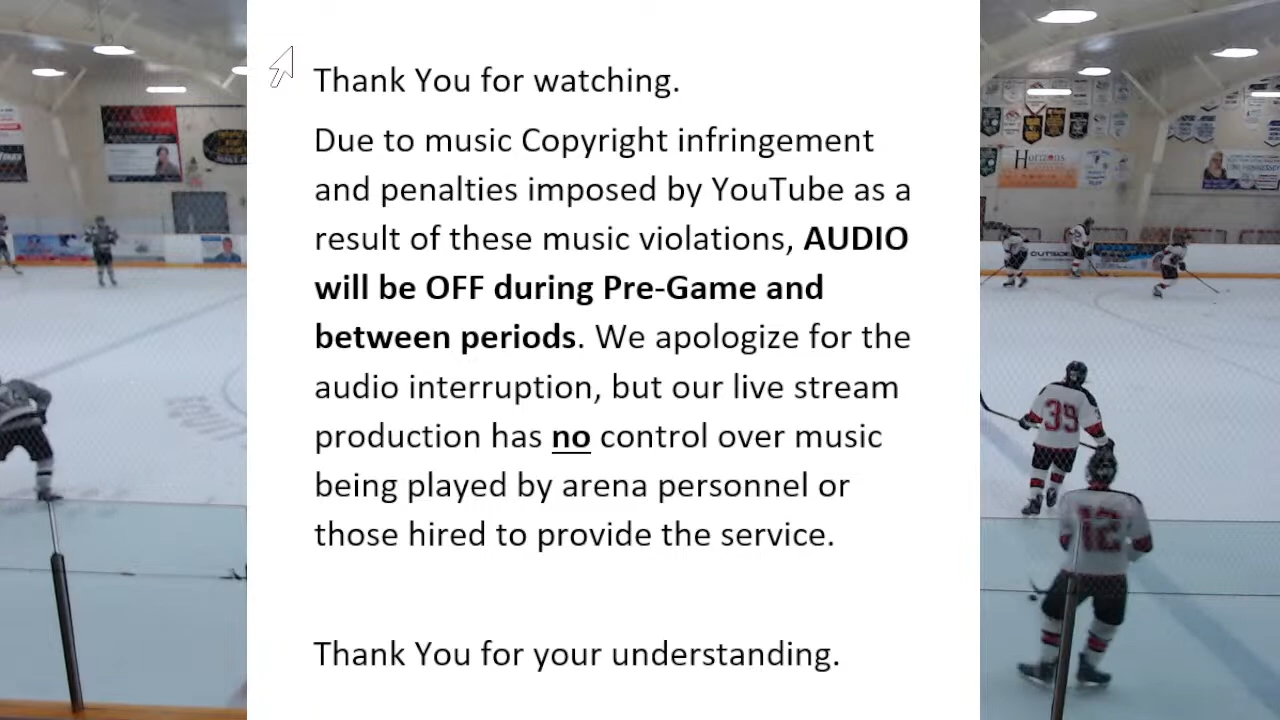 Thank You for watching.
Due to music Copyright infringement
and penalties imposed by YouTube as a
result of these music violations, AUDIO
will be OFF during Pre-Game and
between periods. We apologize for the
audio interruption, but our live stream
production has no control over music
being played by arena personnel or
those hired to provide the service.
Thank You for your understanding.
Horizons
39
12